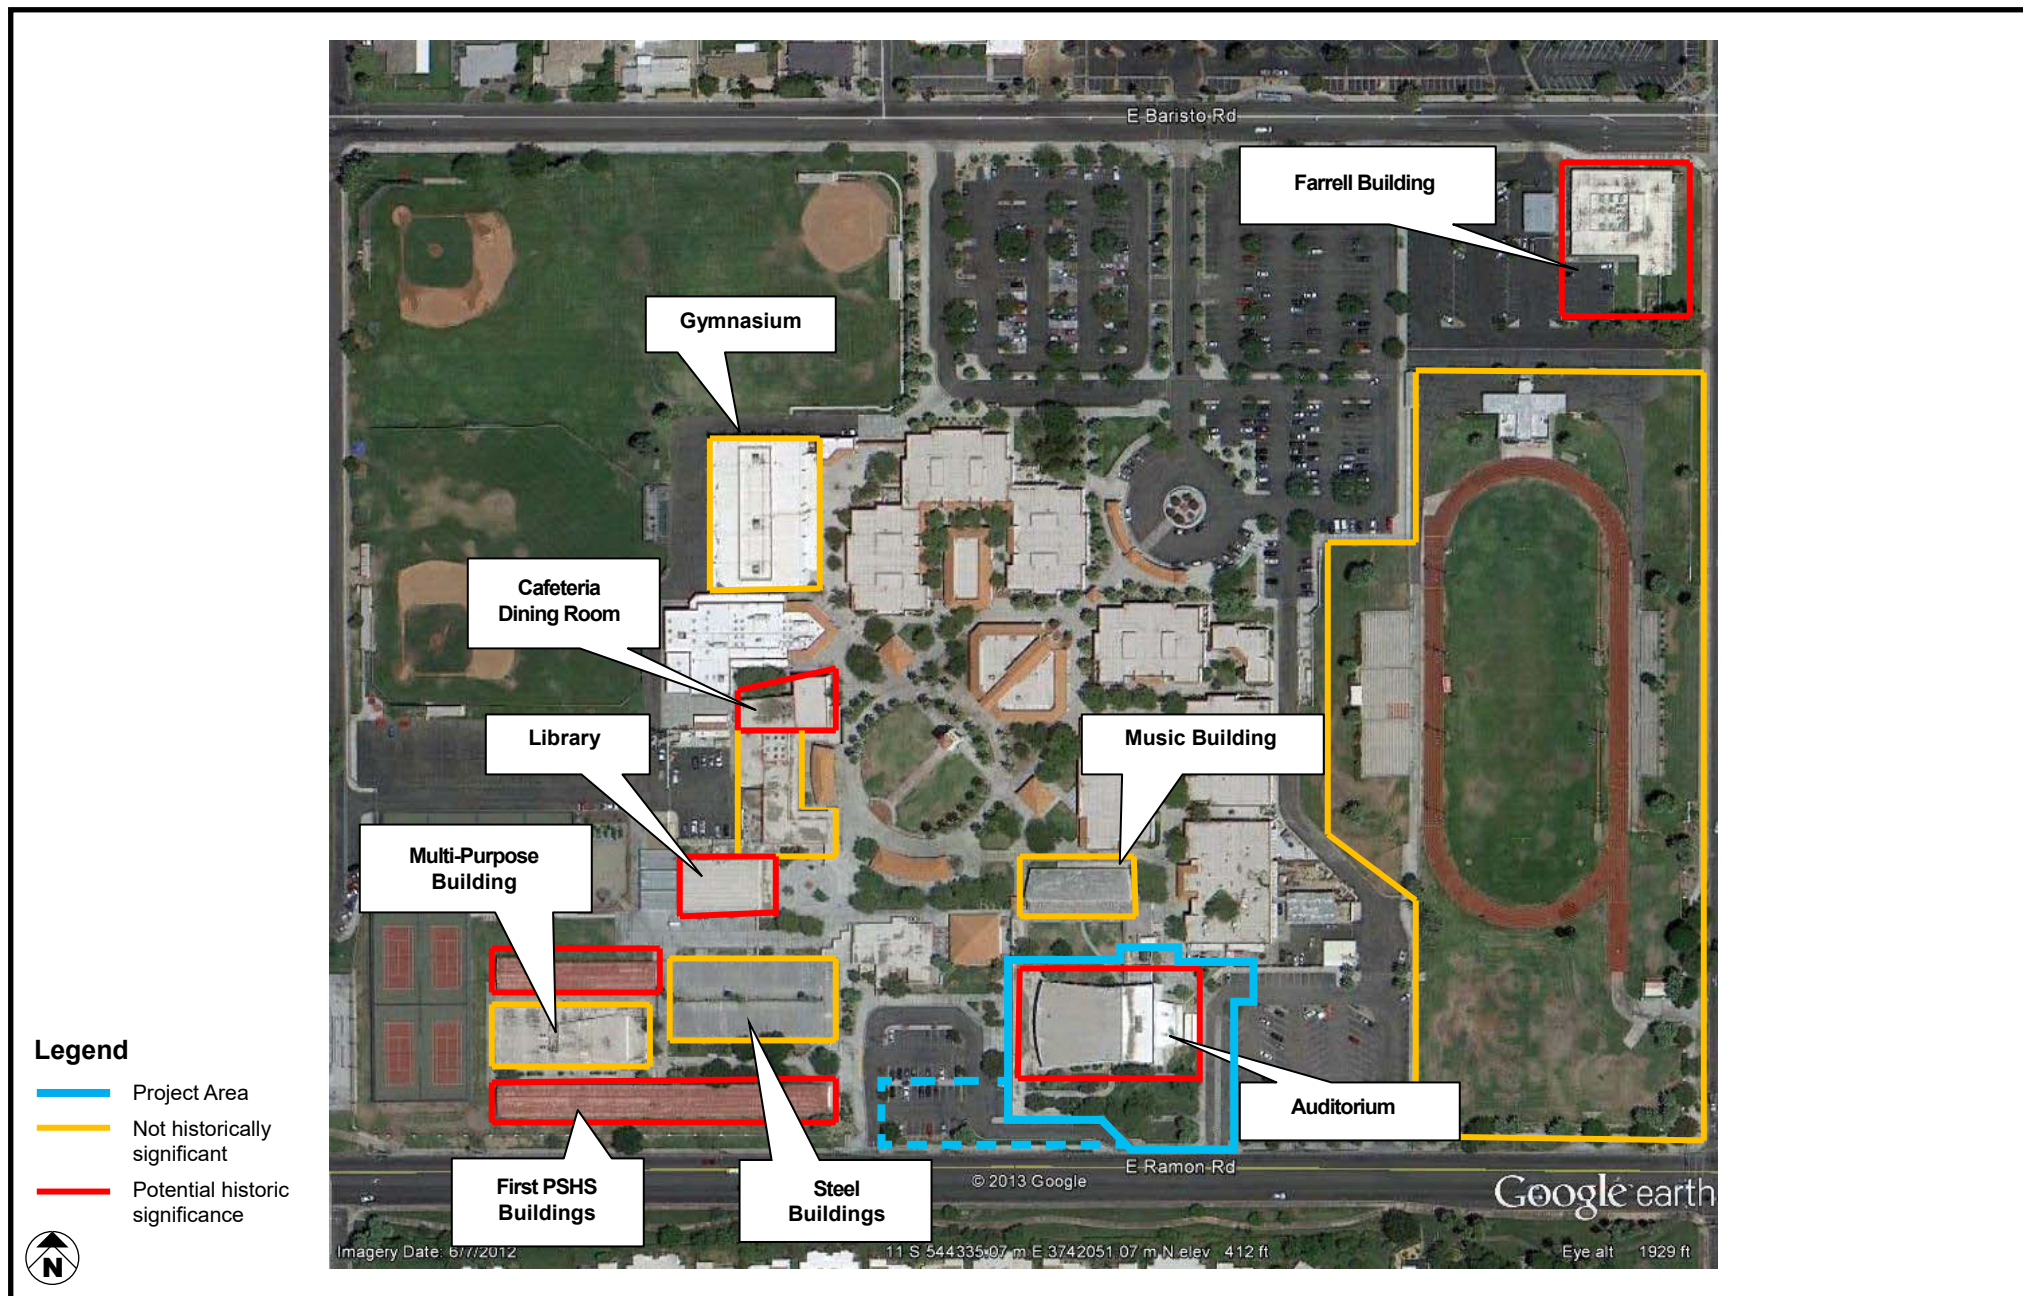 E Baristo Rd
Farrell Building
Gymnasium
Cafeteria
Dining Room
Library
Music Building
Multi-Purpose
Building
Legend
Project Area
Not historically
significant
Potential historic
significance
N
Auditorium
First PSHS
Buildings
Steel
Buildings
E Ramon Rd
© 2013 Google
Google earth
Imagery Date: 6/7/2012
11 S 544335.07 m E 3742051.07 m N elev 412 ft
Eye alt 1929 ft